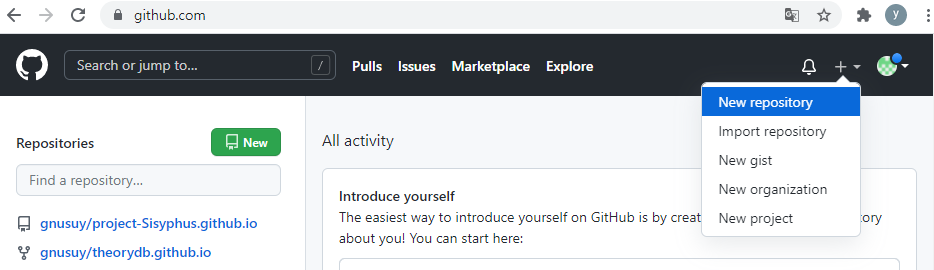 github.com
y
Search or jump to...
/
Pulls
Issues
Marketplace
Explore
New repository
Import repository
New gist
New organization
New project
Repositories
New
Find a repository...
gnusuy/project-Sisyphus.github.io
gnusuy/theorydb.github.io
All activity
Introduce yourself
The easiest way to introduce yourself on GitHub is by creat tory
about you! You can start here: